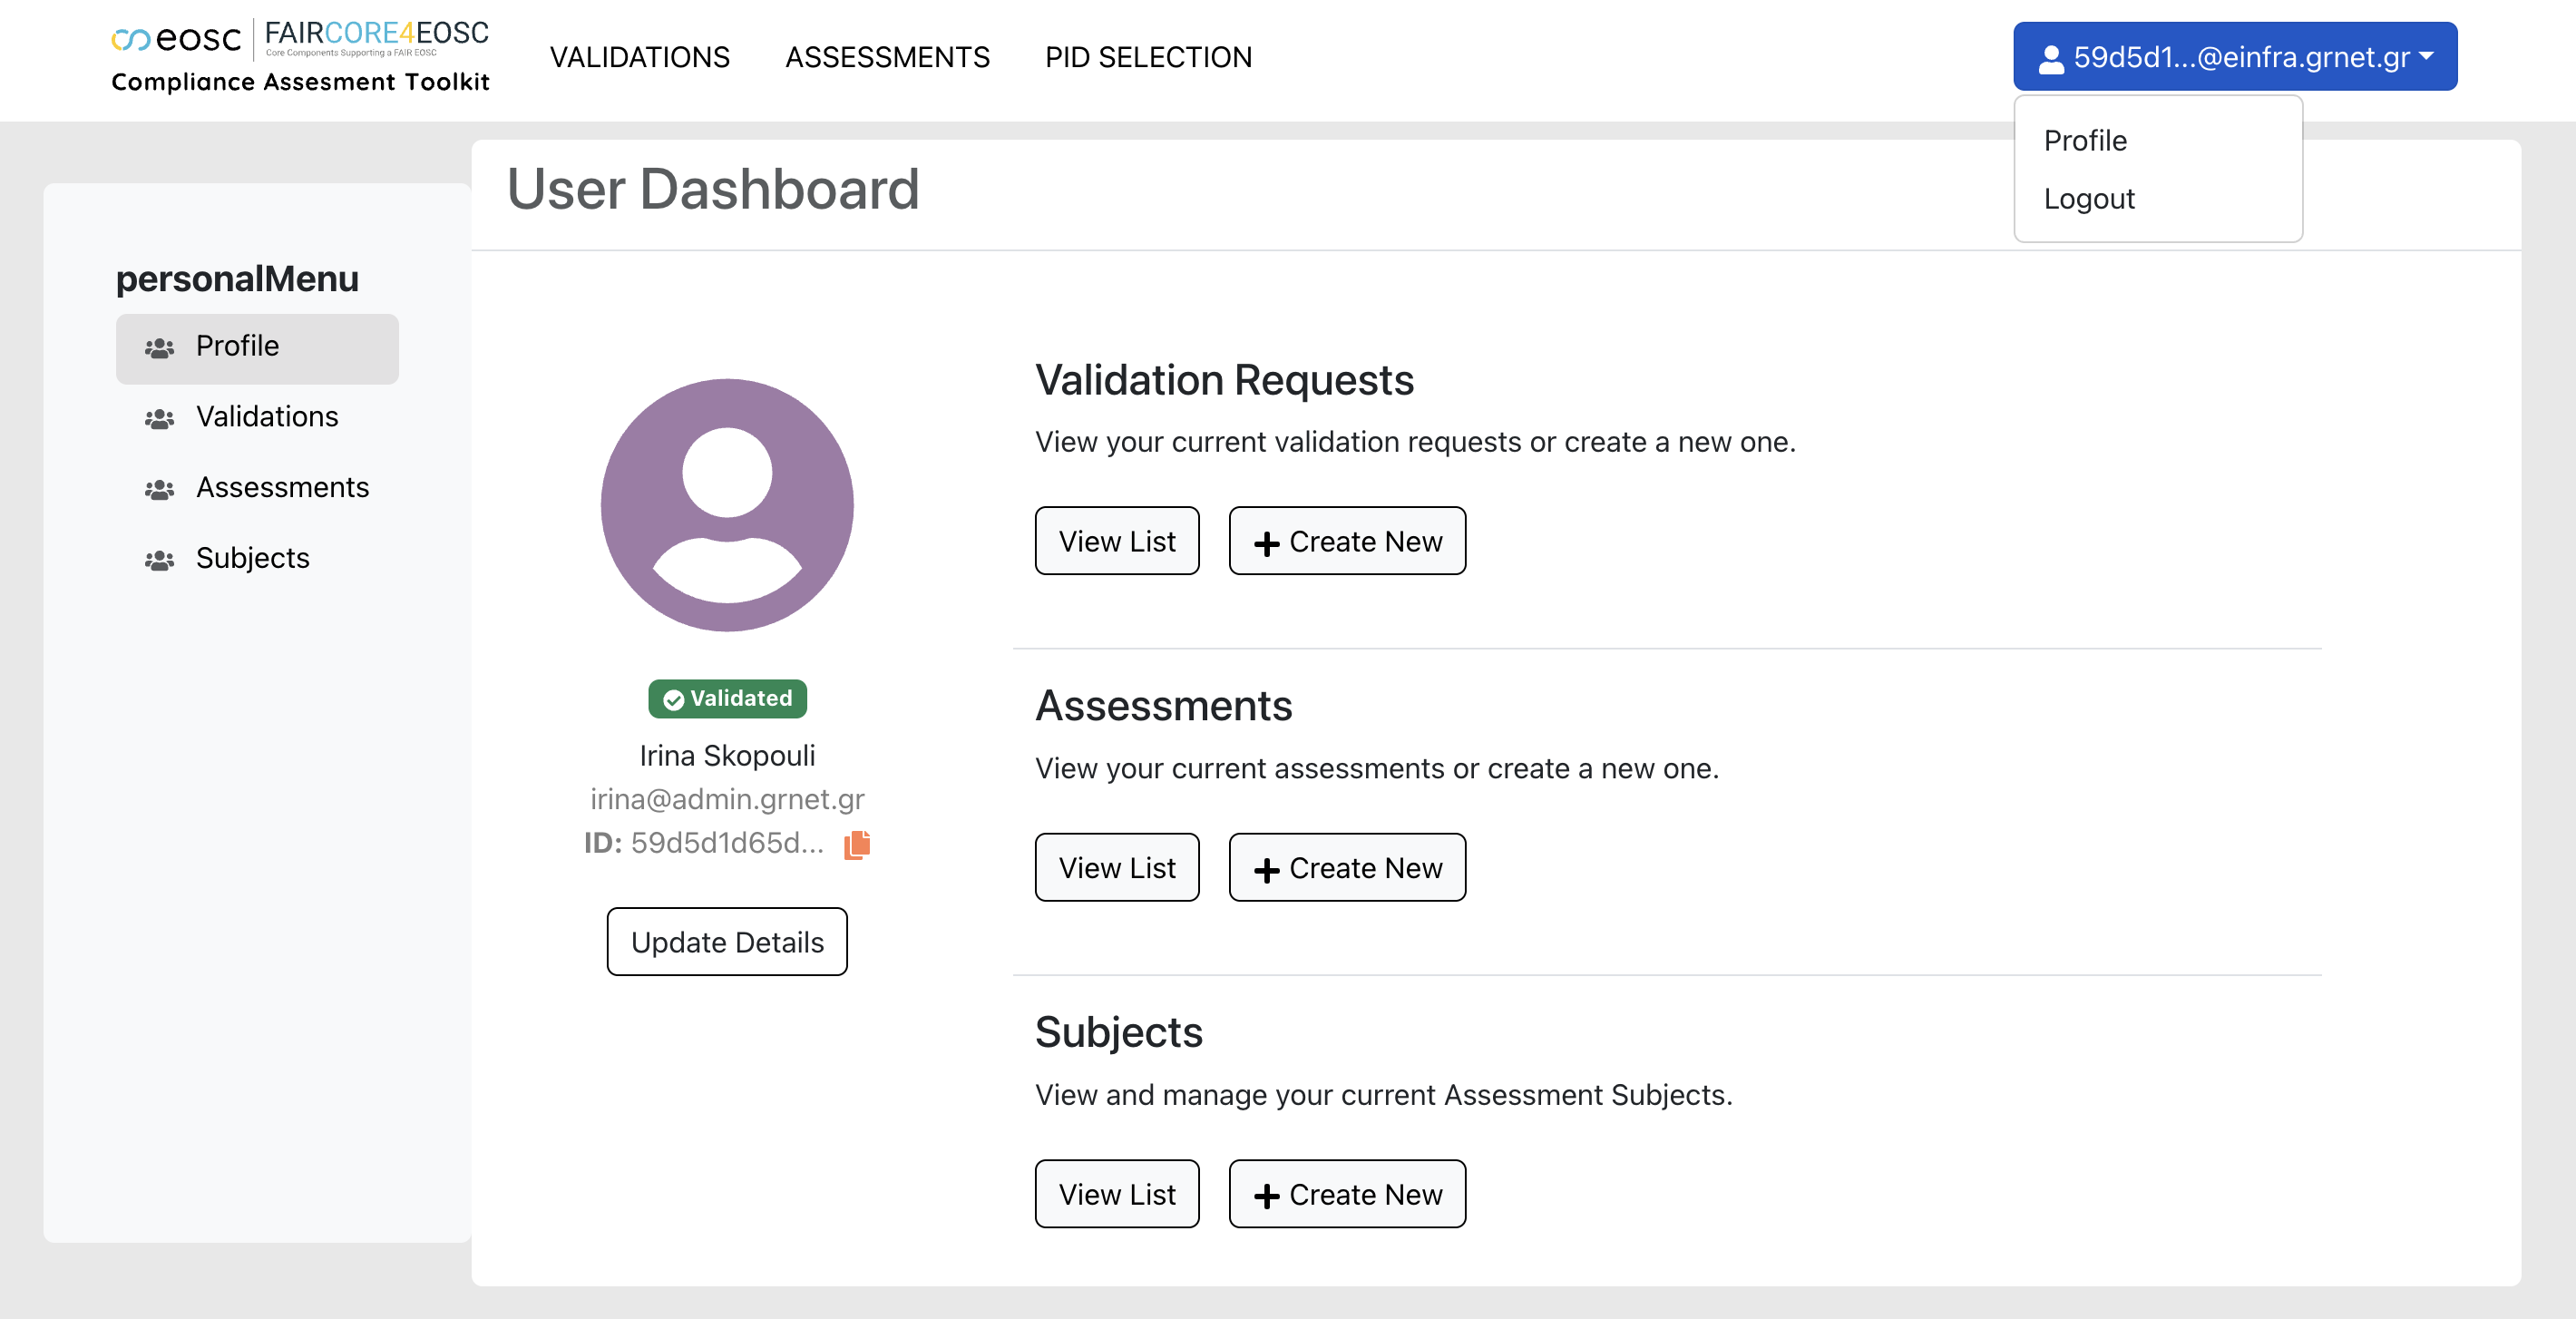 eosc
FAIRCORE4EOSC
Core Components Supporting a FAIR EOSC
Compliance Assesment Toolkit
VALIDATIONS
ASSESSMENTS
PID SELECTION
59d5d1...@einfra.grnet.gr
Profile
Logout
User Dashboard
personalMenu
Profile
Validations
Assessments
Subjects
Validated
Irina Skopouli
irina@admin.grnet.gr
ID: 59d5d1d65d...
Update Details
Validation Requests
View your current validation requests or create a new one.
View List
Create New
Assessments
View your current assessments or create a new one.
View List
Create New
Subjects
View and manage your current Assessment Subjects.
View List
Create New